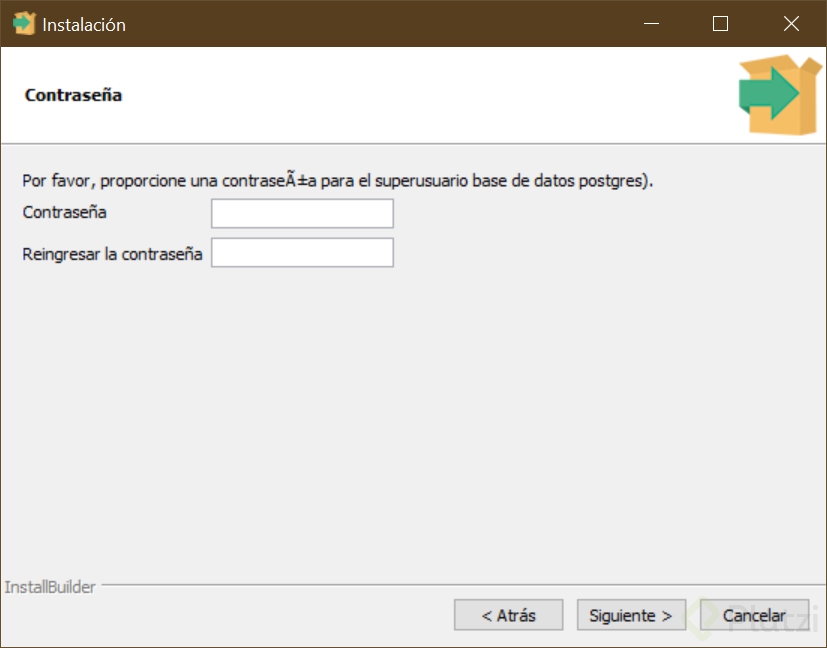 Instalación
Contraseña
Por favor, proporcione una contraseÃ±a para el superusuario base de datos postgres).
Contraseña
Reingresar la contraseña
InstallBuilder
< Atrás
Siguiente >
Cancelar
Platzi